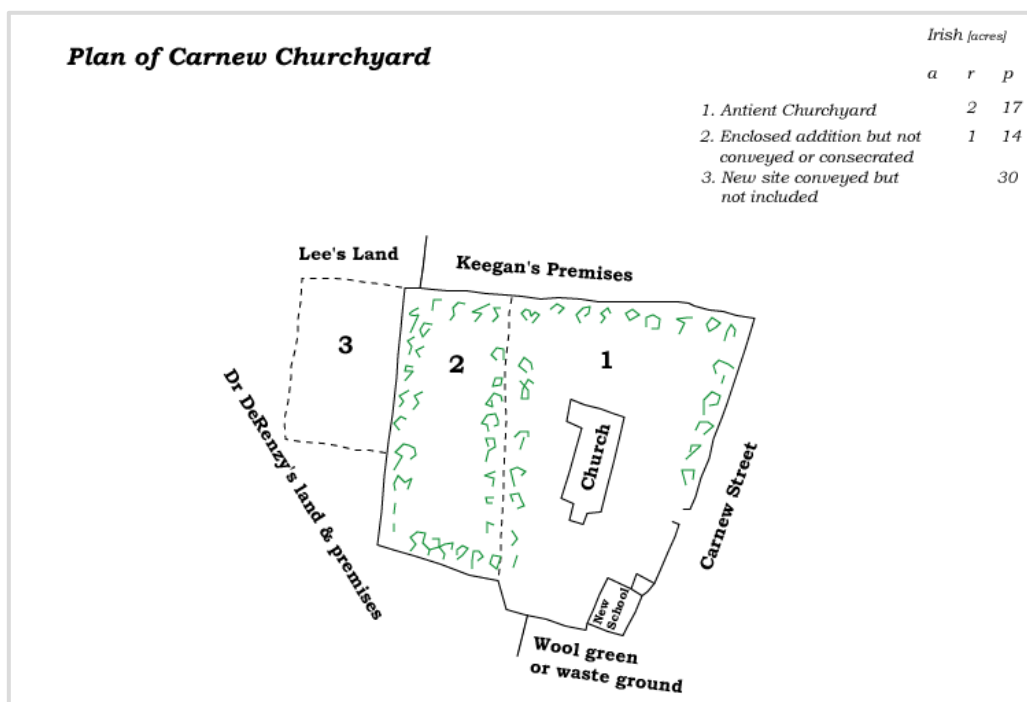 Plan of Carnew Churchyard
Irish [acres]
a r p
1. Antient Churchyard 2 17
2. Enclosed addition but not 1 14
conveyed or consecrated
3. New site conveyed but 30
not included
Lee's Land
Keegan's Premises
3
2
1
Church
Dr DeRenzy's land & premises
Carnew Street
New
School
Wool green
or waste ground